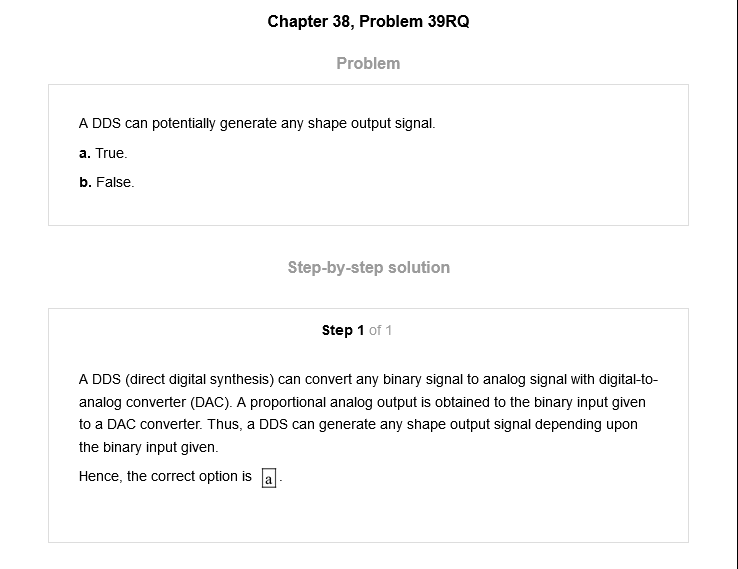 Chapter 38, Problem 39RQ
Problem
A DDS can potentially generate any shape output signal.
a. True.
b. False.
Step-by-step solution
Step 1 of 1
A DDS (direct digital synthesis) can convert any binary signal to analog signal with digital-to-
analog converter (DAC). A proportional analog output is obtained to the binary input given
to a DAC converter. Thus, a DDS can generate any shape output signal depending upon
the binary input given.
Hence, the correct option is a.